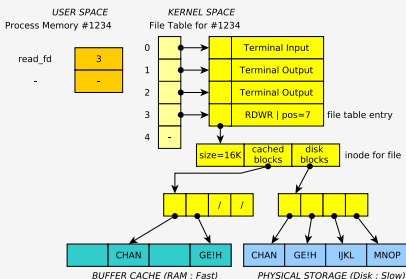 USER SPACE
Process Memory #1234
read_fd 3
- -
KERNEL SPACE
File Table for #1234
0 Terminal Input
1 Terminal Output
2 Terminal Output
3 RDWR | pos=7 file table entry
4 -
size=16K cached blocks disk blocks inode for file
/ /
CHAN GE!H
BUFFER CACHE (RAM : Fast)
CHAN GE!H IJKL MNOP
PHYSICAL STORAGE (Disk : Slow)